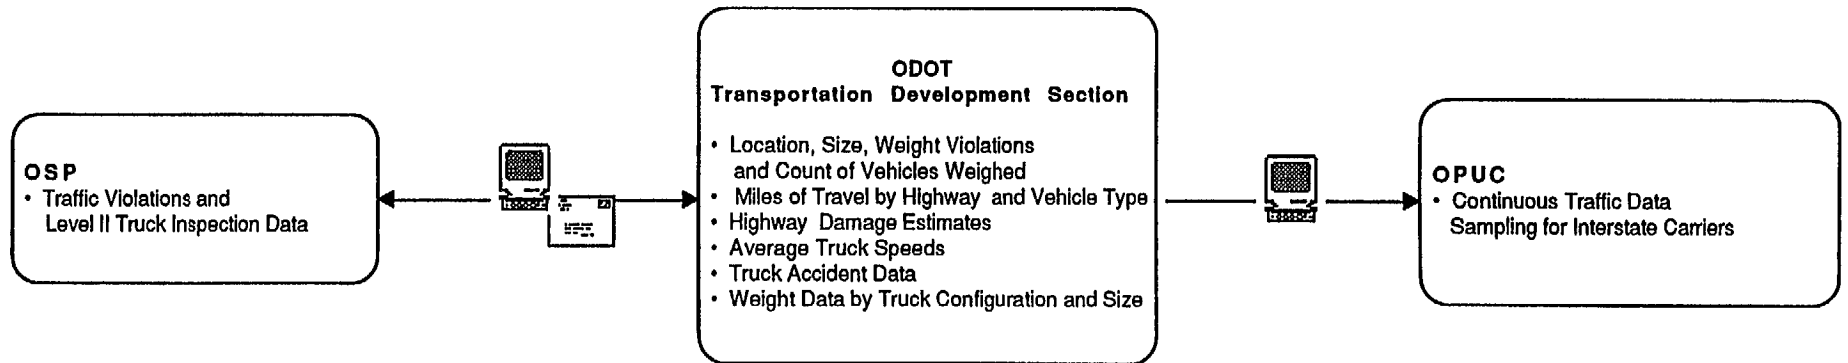 OSP
• Traffic Violations and
Level II Truck Inspection Data
ODOT
Transportation Development Section
• Location, Size, Weight Violations
and Count of Vehicles Weighed
• Miles of Travel by Highway and Vehicle Type
• Highway Damage Estimates
• Average Truck Speeds
• Truck Accident Data
• Weight Data by Truck Configuration and Size
OPUC
• Continuous Traffic Data
Sampling for Interstate Carriers